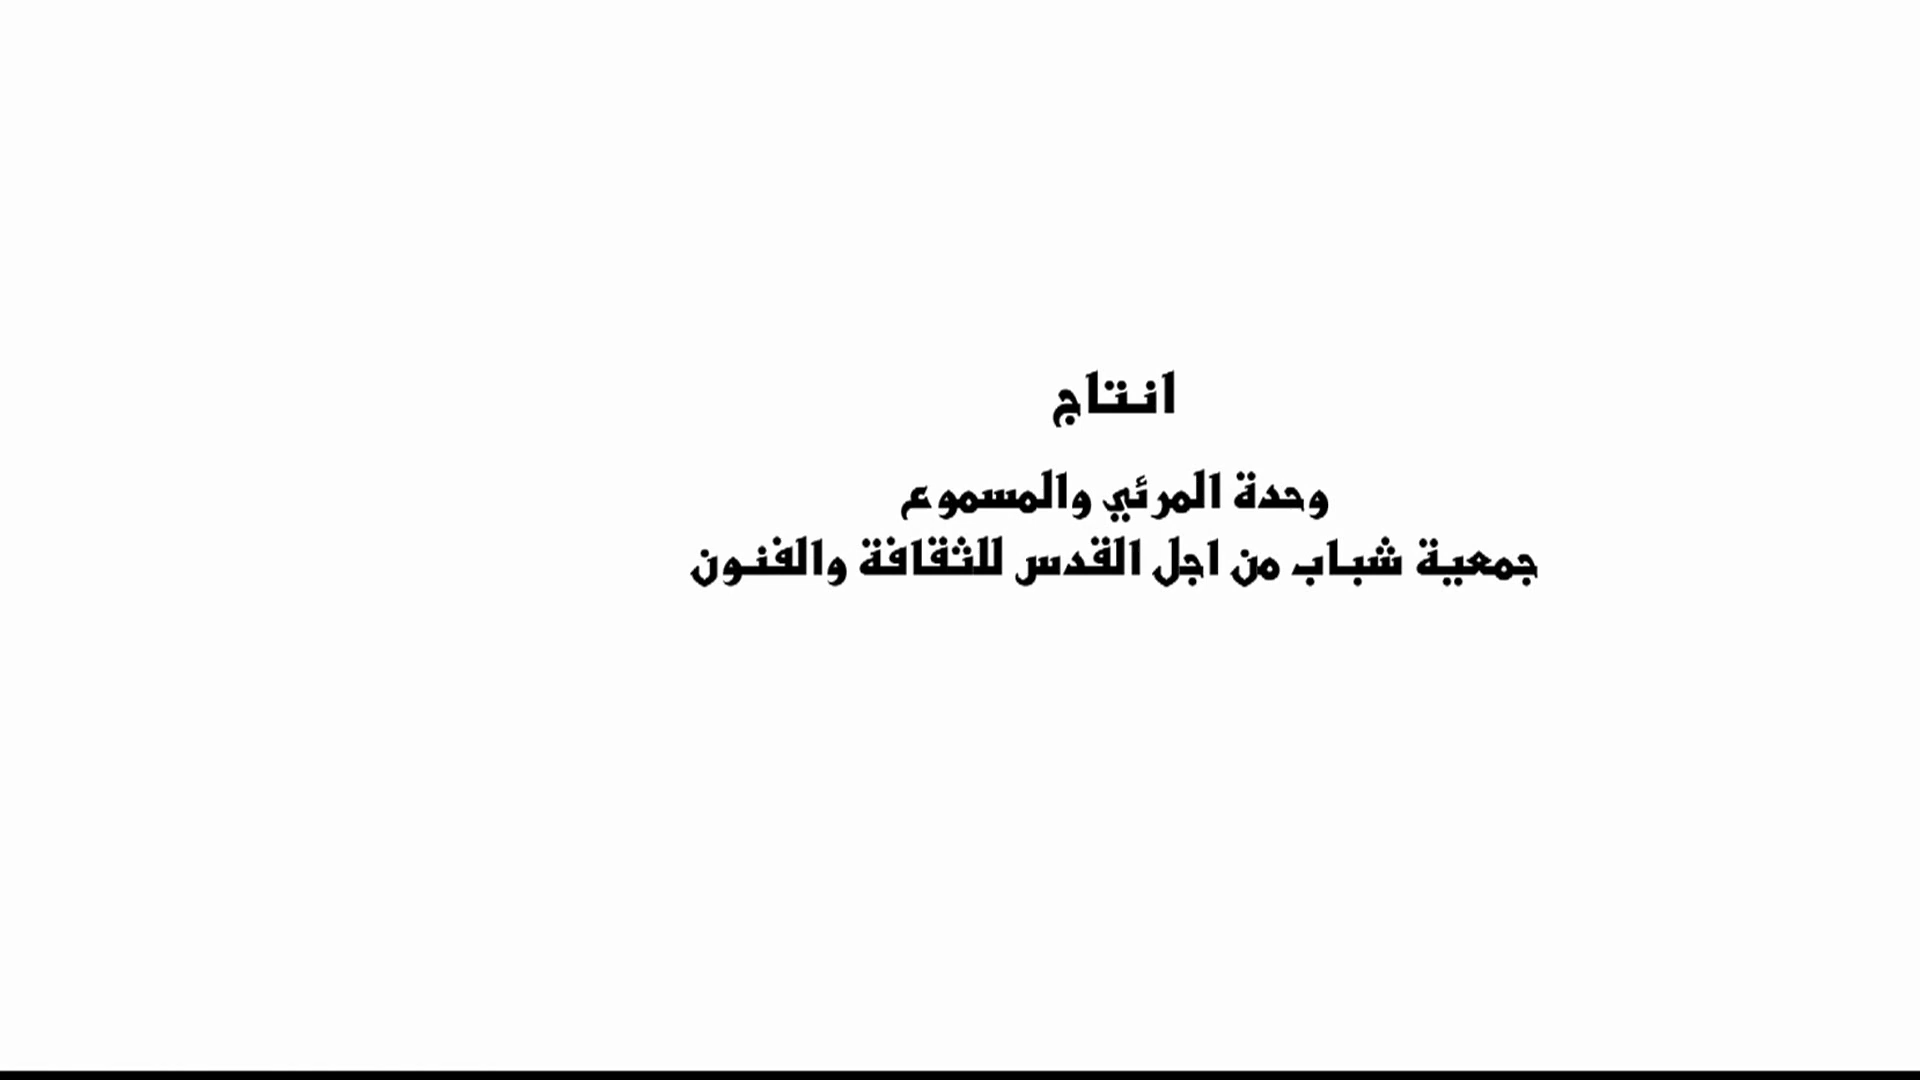 انتاج
وحدة المرئي والمسموع
جمعية شباب من اجل القدس للثقافة والفنون